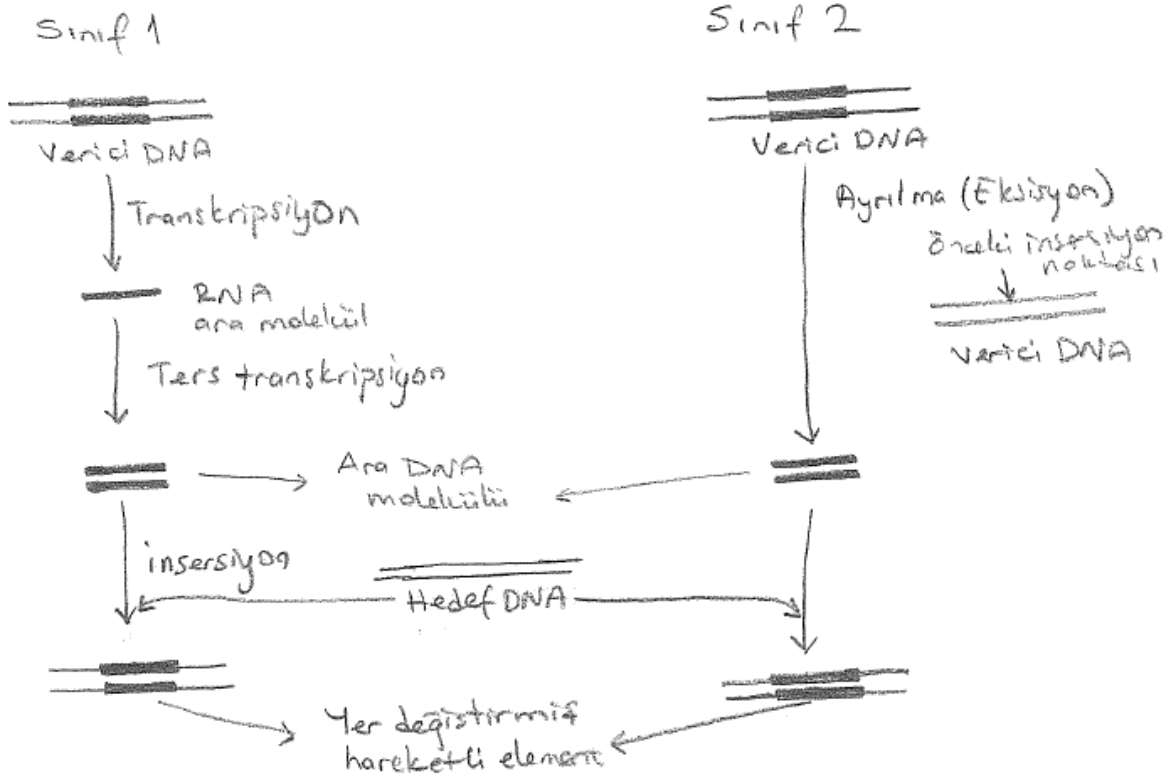 Sınıf 1
Verici DNA
Transkripsiyon
RNA
ara molekül
Ters transkripsiyon
insersiyon
Sınıf 2
Verici DNA
Ayrılma (Eksisyon)
Önceki insersiyon
noktası
Verici DNA
Ara DNA
molekülü
Hedef DNA
Yer değiştirmiş
hareketli element